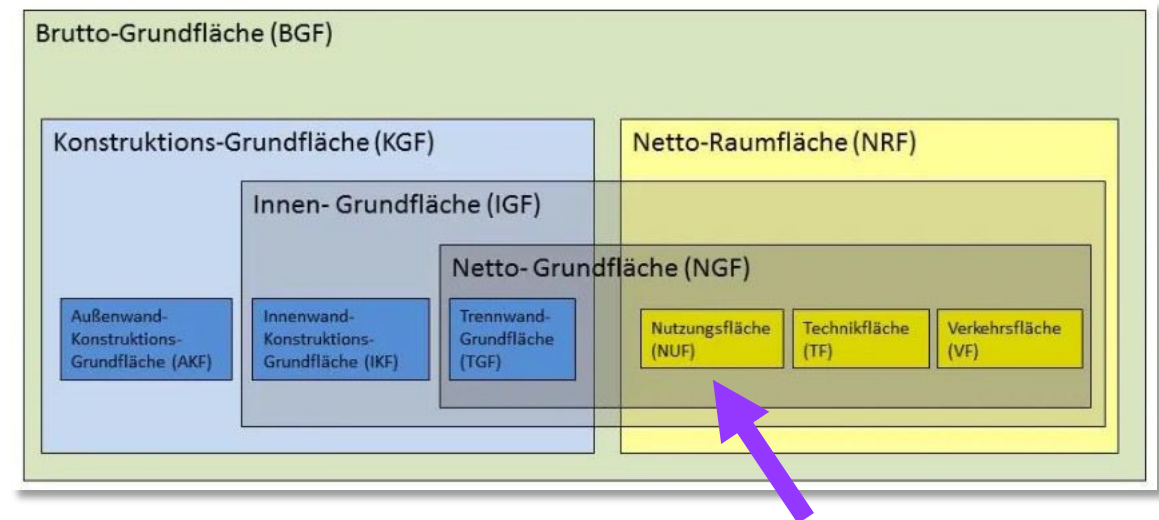 Brutto-Grundfläche (BGF)
Konstruktions-Grundfläche (KGF)
Netto-Raumfläche (NRF)
Innen- Grundfläche (IGF)
Netto- Grundfläche (NGF)
Außenwand-
Konstruktions-
Grundfläche (AKF)
Innenwand-
Konstruktions-
Grundfläche (IKF)
Trennwand-
Grundfläche
(TGF)
Nutzungsfläche
(NUF)
Technikfläche
(TF)
Verkehrsfläche
(VF)